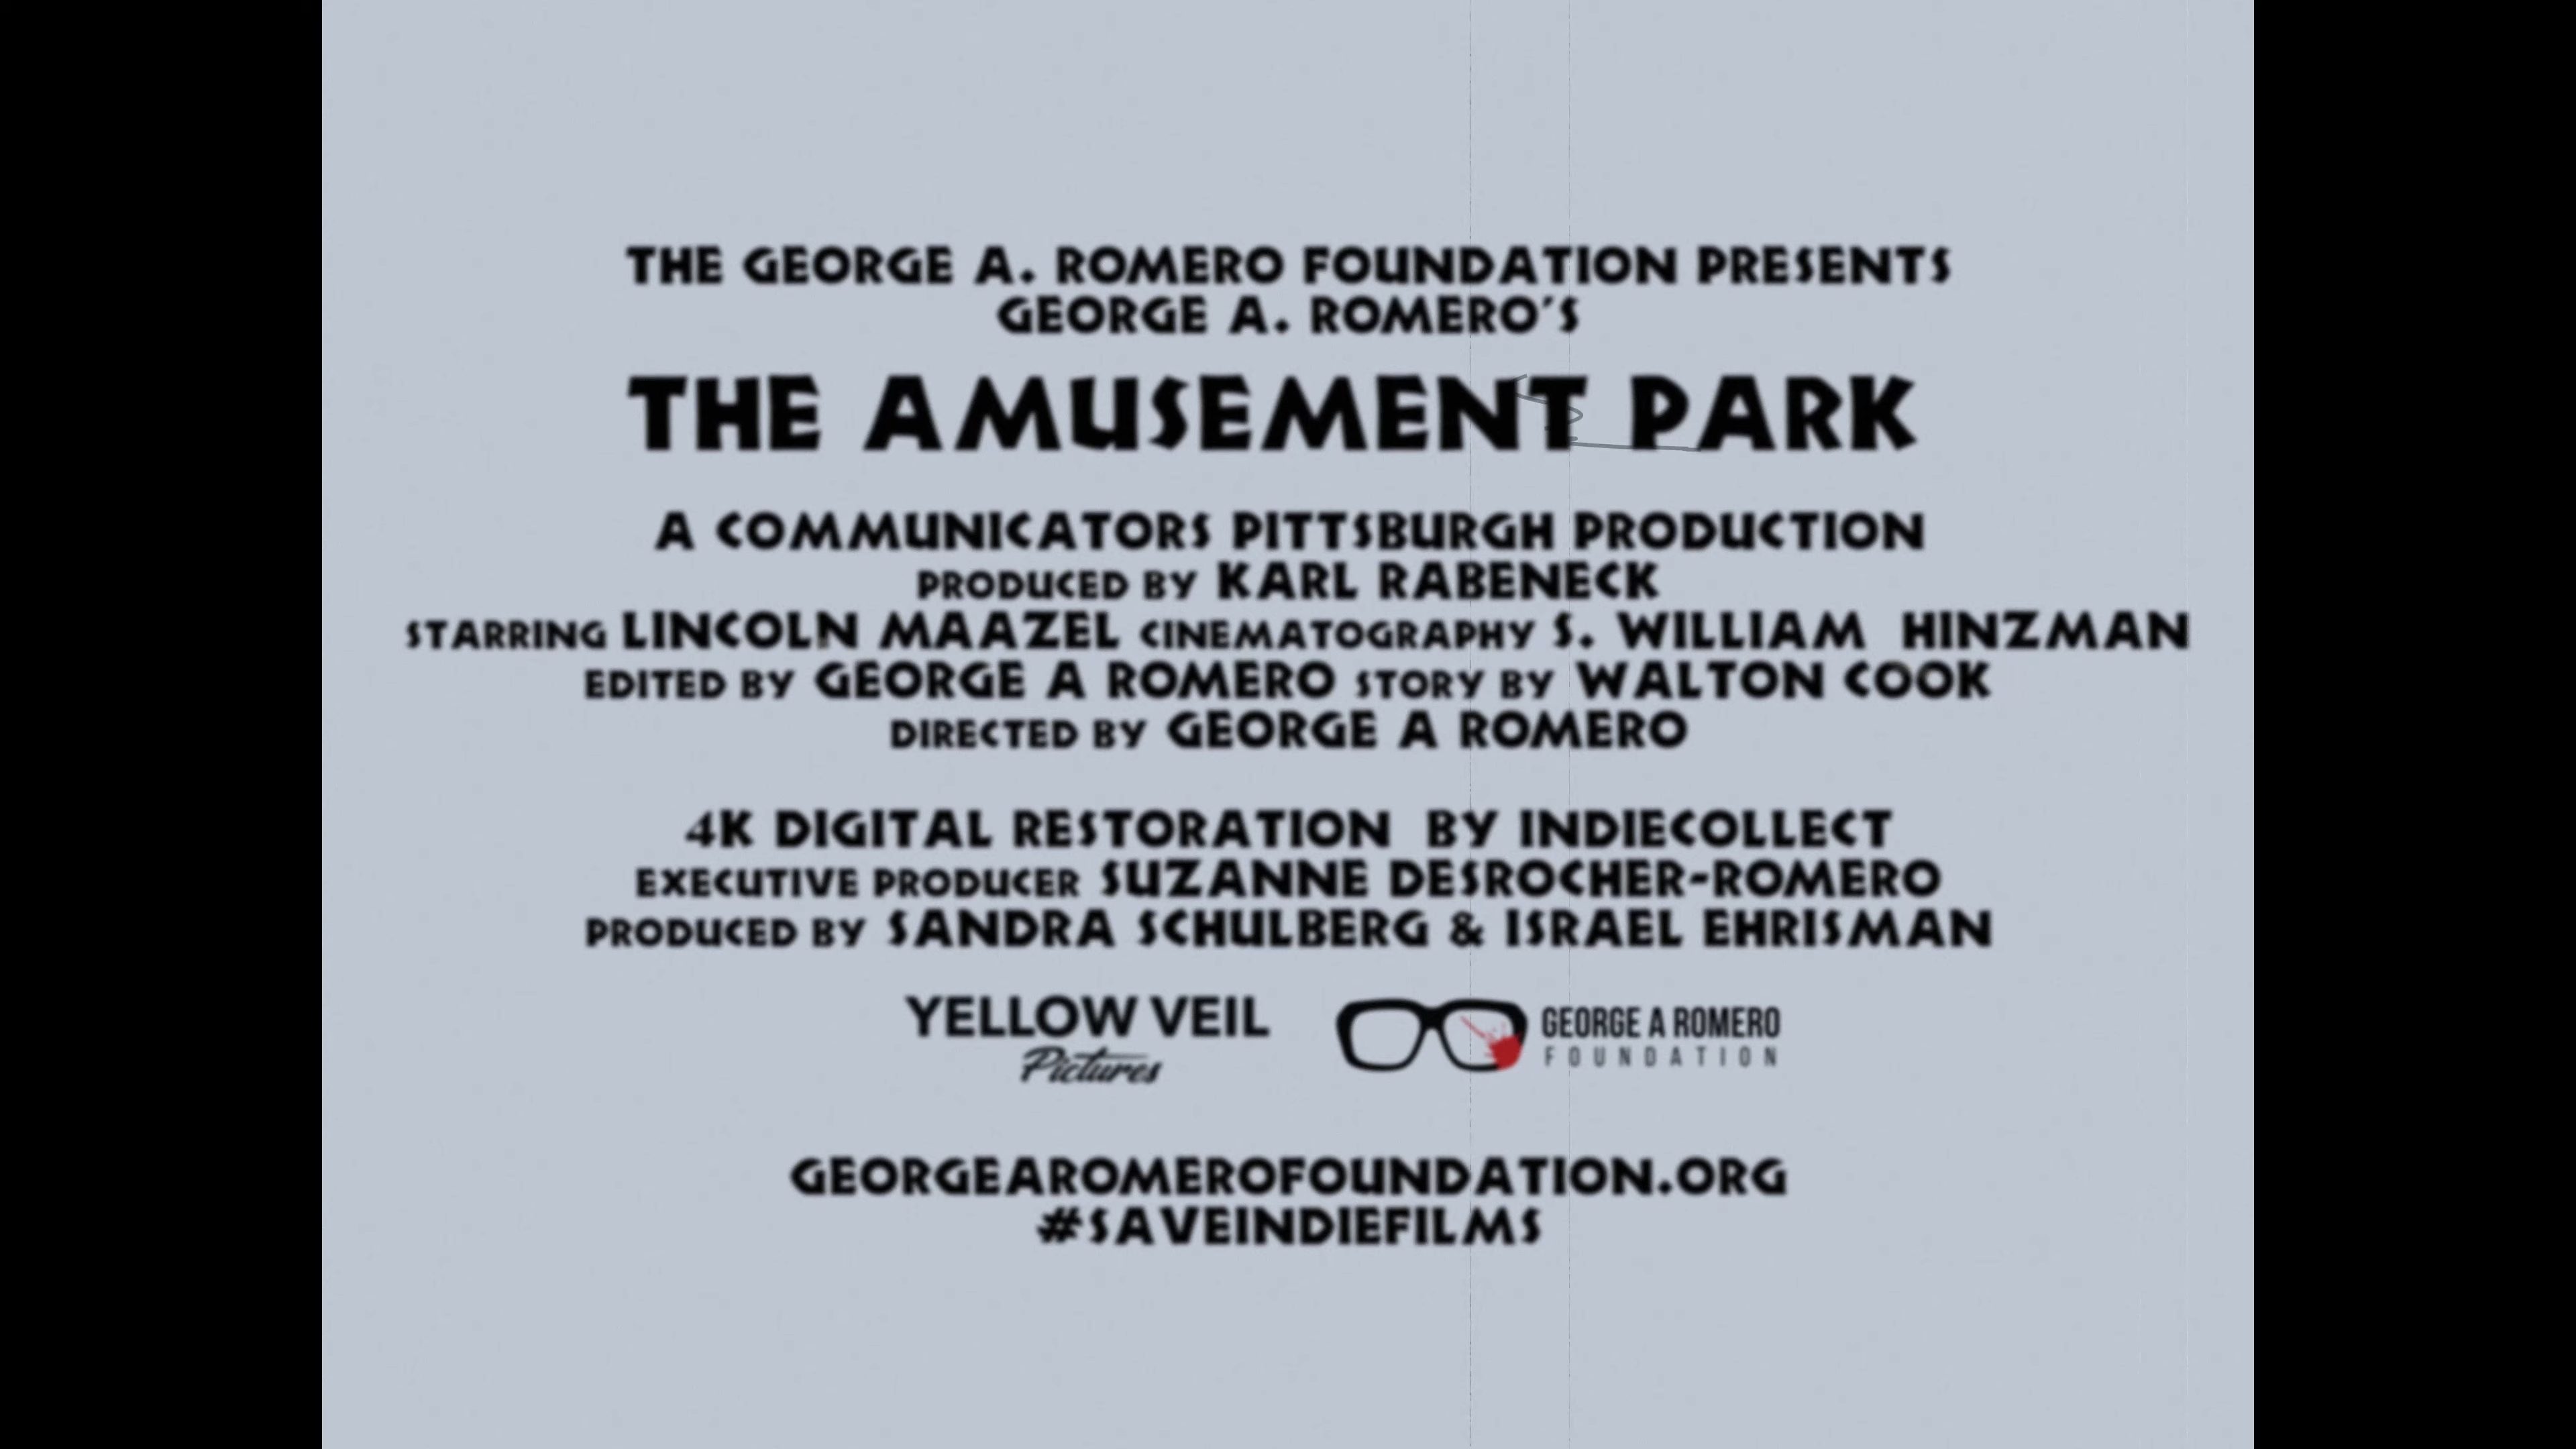 THE GEORGE A. ROMERO FOUNDATION PRESENTS
GEORGE A. ROMERO'S
THE AMUSEMENT PARK
A COMMUNICATORS PITTSBURGH PRODUCTION
PRODUCED BY KARL RABENECK
STARRING LINCOLN MAAZEL CINEMATOGRAPHY S. WILLIAM HINZMAN
EDITED BY GEORGE A ROMERO STORY BY WALTON COOK
DIRECTED BY GEORGE A ROMERO
4K DIGITAL RESTORATION BY INDIECOLLECT
EXECUTIVE PRODUCER SUZANNE DESROCHER-ROMERO
PRODUCED BY SANDRA SCHULBERG & ISRAEL EHRISMAN
YELLOW VEIL
Pictures
GEORGE A ROMERO
FOUNDATION
GEORGEAROMEROFOUNDATION.ORG
#SAVEINDIEFILMS